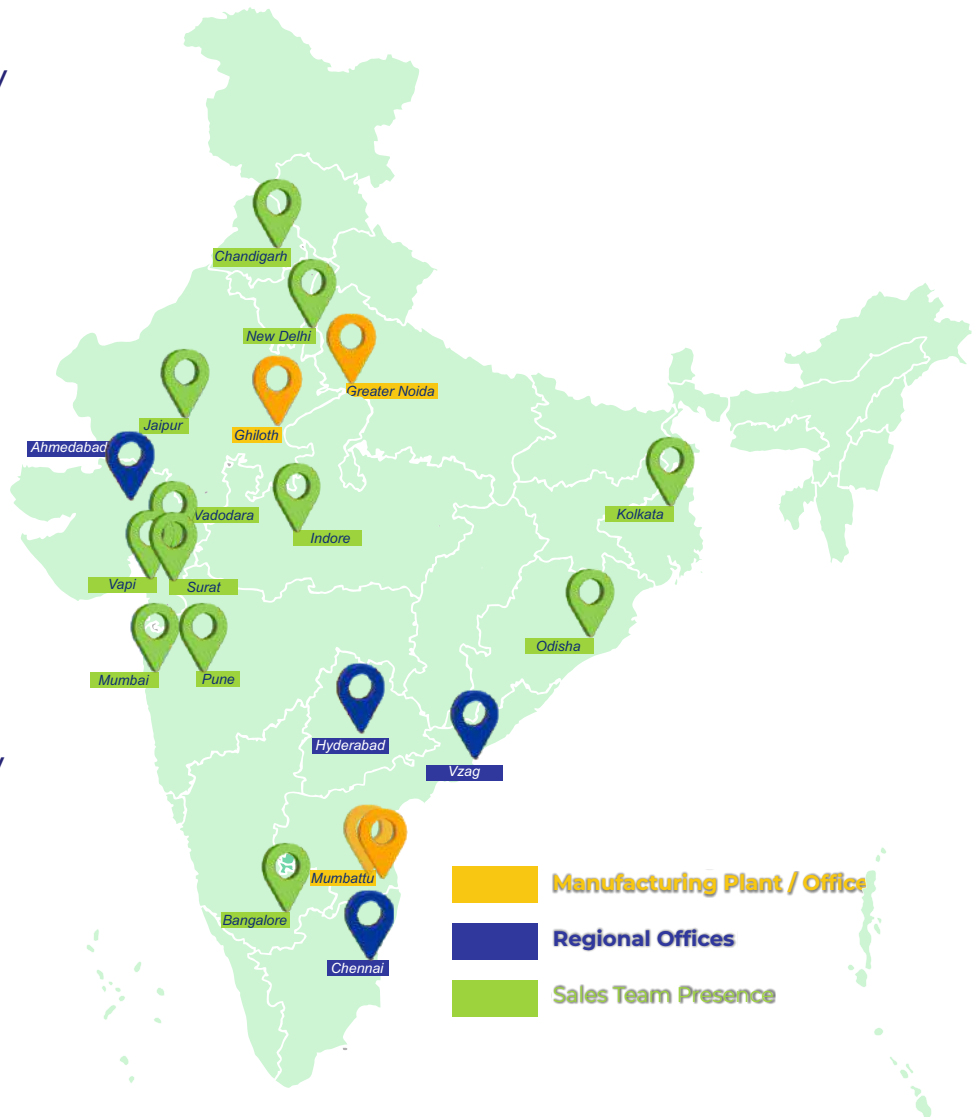 y
Chandigarh
New Delhi
Greater Noida
Jaipur
Ghiloth
Ahmedabad
Vadodara
Indore
Kolkata
Vapi
Surat
Odisha
Mumbai
Pune
Hyderabad
Vzag
y
Mumbattu
Bangalore
Chennai
Manufacturing Plant / Office
Regional Offices
Sales Team Presence